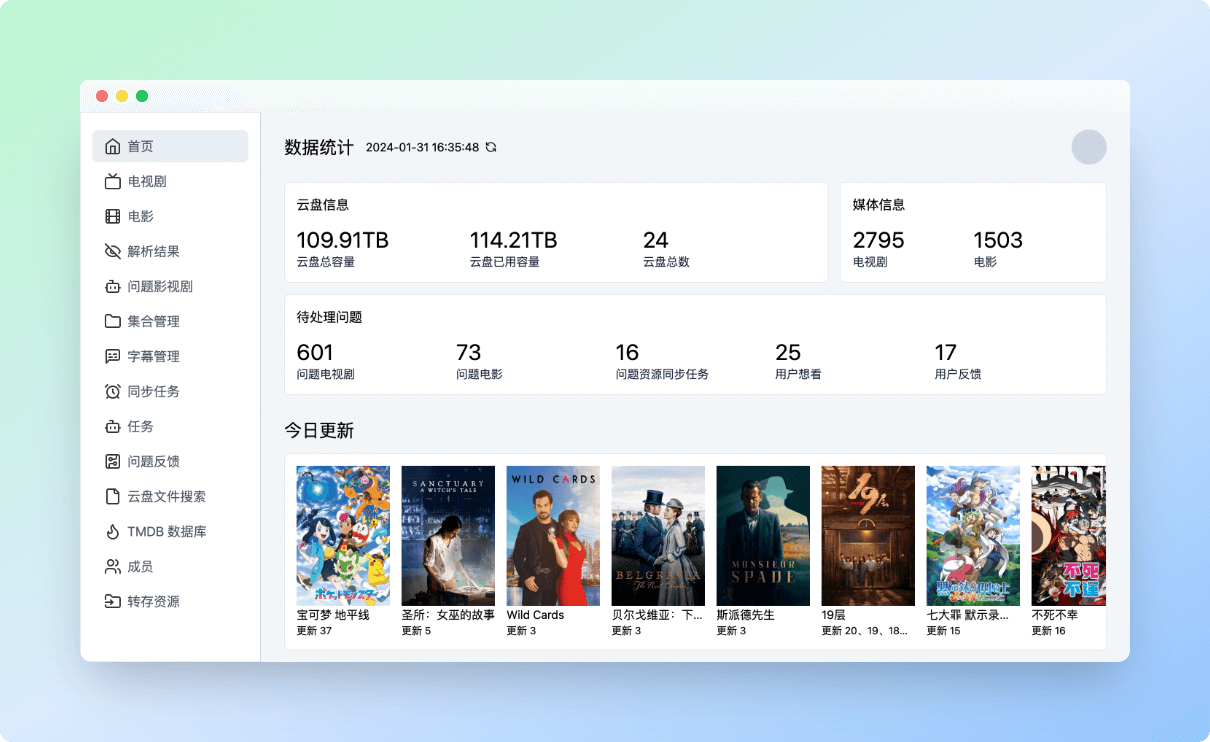 首页
电视剧
电影
解析结果
问题影视剧
集合管理
字幕管理
同步任务
任务
问题反馈
云盘文件搜索
TMDB 数据库
成员
转存资源
数据统计 2024-01-31 16:35:48
云盘信息
109.91TB 114.21TB 24
云盘总容量 云盘已用容量 云盘总数
媒体信息
2795 1503
电视剧 电影
待处理问题
601 73 16 25 17
问题电视剧 问题电影 问题资源同步任务 用户想看 用户反馈
今日更新
ポケットモンスター
SANCTUARY
A WITCH'S TALE
WILD CARDS
BELGRAVIA
MONSIEUR
SPADE
19层
不死
不運
宝可梦 地平线 圣所：女巫的故事 Wild Cards 贝尔戈维亚：下... 斯派德先生 19层 七大罪 默示录... 不死不幸
更新 37 更新 5 更新 3 更新 3 更新 3 更新 20、19、18... 更新 15 更新 16